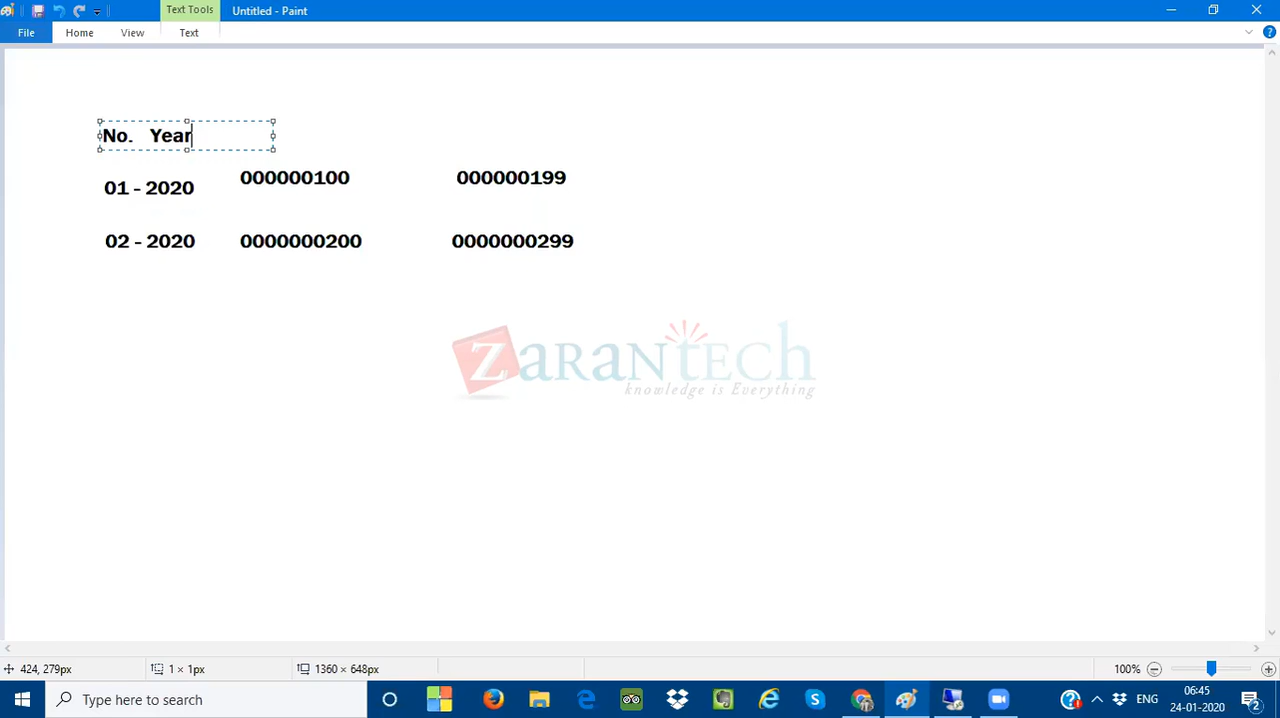 Text Tools
Untitled - Paint
File Home View Text
No. Year
01 - 2020 000000100 000000199
02 - 2020 0000000200 0000000299
ZARANTECH
knowledge is Everything
424, 279px 1 × 1px 1360 × 648px 100%
Type here to search
ENG
06:45
24-01-2020
2